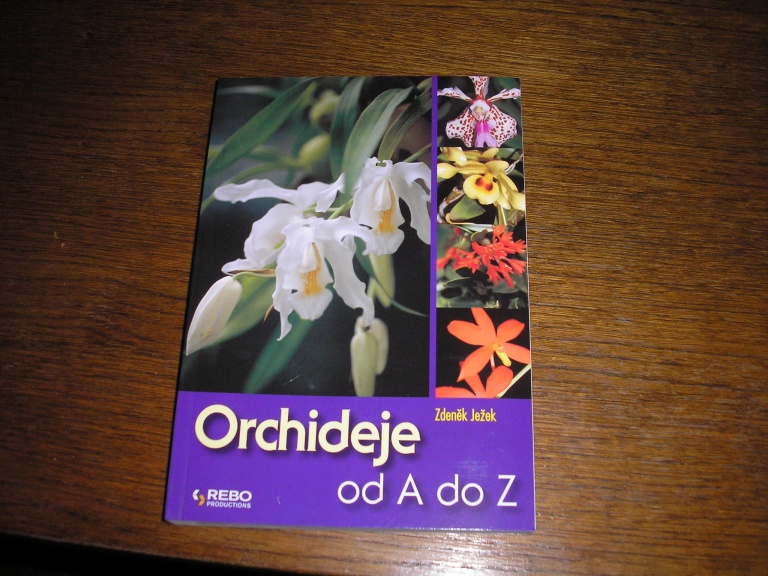 Zdeněk Ježek
Orchideje
od A do Z
REBO
PRODUCTIONS